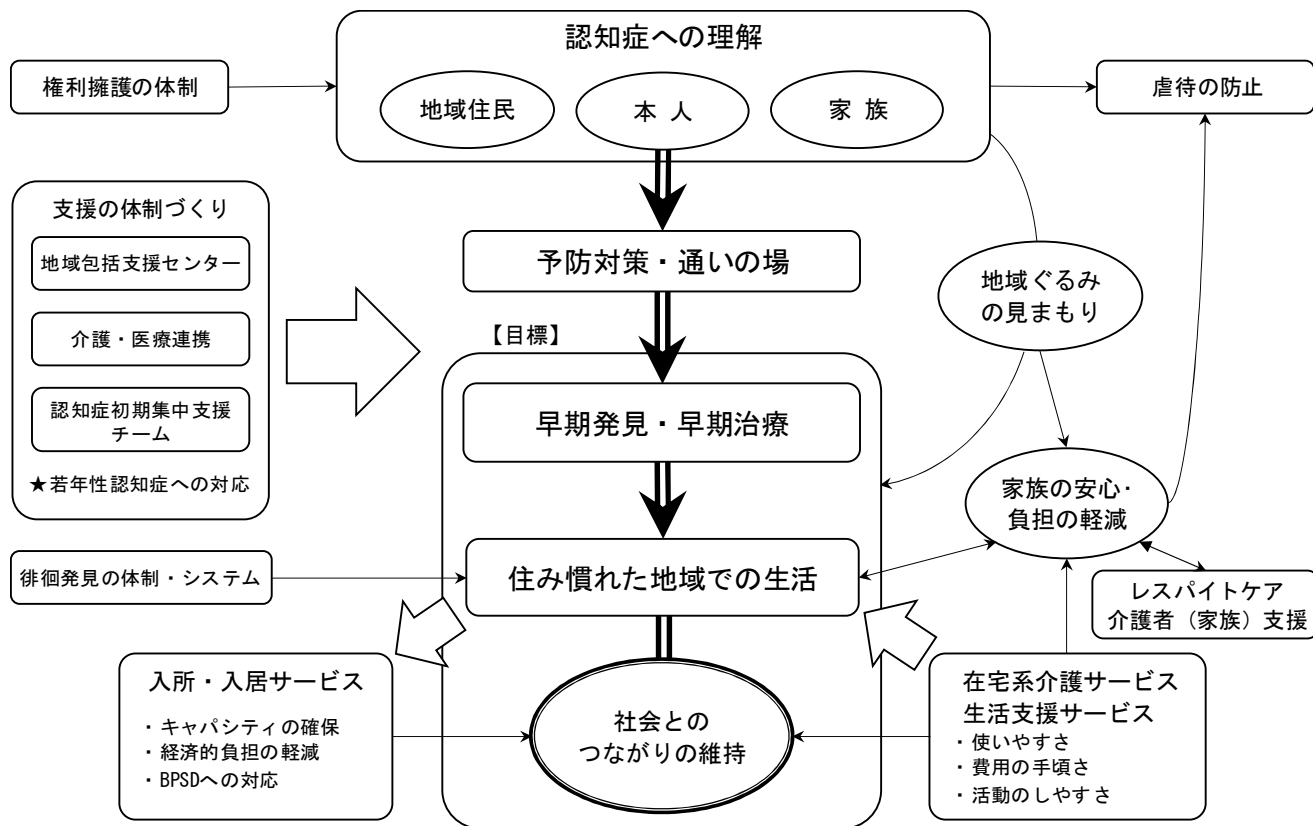 認知症への理解
権利擁護の体制
地域住民
本人
家族
虐待の防止
支援の体制づくり
地域包括支援センター
介護・医療連携
認知症初期集中支援
チーム
★若年性認知症への対応
予防対策・通いの場
地域ぐるみ
の見まもり
【目標】
早期発見・早期治療
家族の安心・
負担の軽減
徘徊発見の体制・システム
住み慣れた地域での生活
レスパイトケア
介護者（家族）支援
入所・入居サービス
・キャパシティの確保
・経済的負担の軽減
・BPSDへの対応
社会との
つながりの維持
在宅系介護サービス
生活支援サービス
・使いやすさ
・費用の手頃さ
・活動のしやすさ